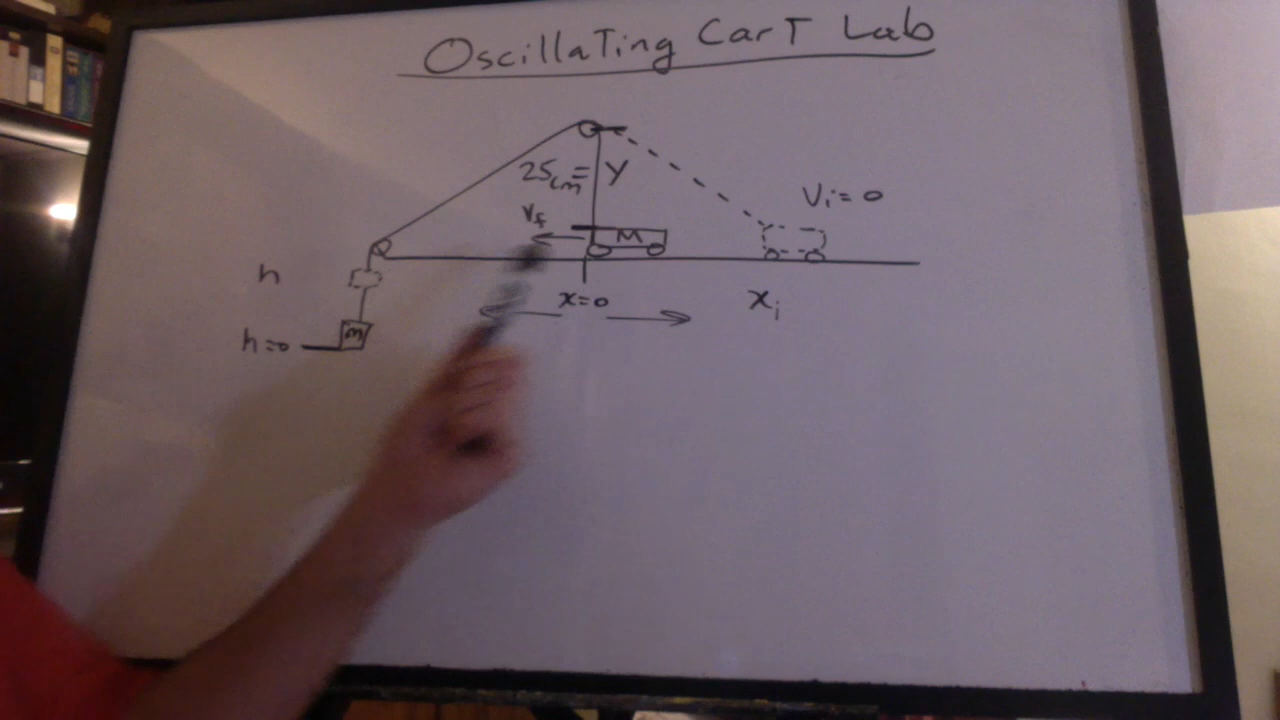 Oscillating Cart Lab
25cm = y
Vi = 0
Vf
M
h
x=0
xi
m
h=0